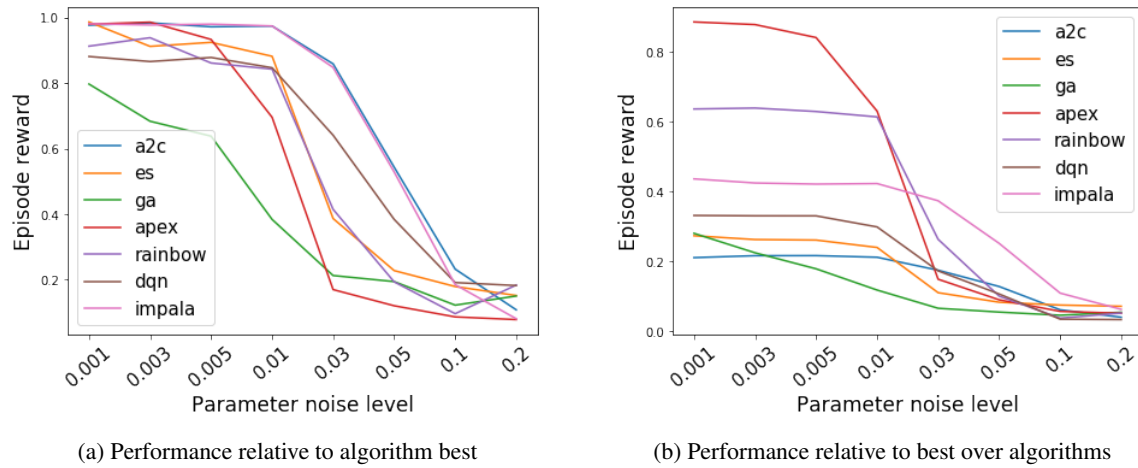 1.0
0.8
0.6
0.4
0.2
Episode reward
a2c
es
ga
apex
rainbow
dqn
impala
0.001
0.003
0.005
0.01
0.03
0.05
0.1
0.2
Parameter noise level
(a) Performance relative to algorithm best
0.8
0.6
0.4
0.2
0.0
Episode reward
a2c
es
ga
apex
rainbow
dqn
impala
0.001
0.003
0.005
0.01
0.03
0.05
0.1
0.2
Parameter noise level
(b) Performance relative to best over algorithms